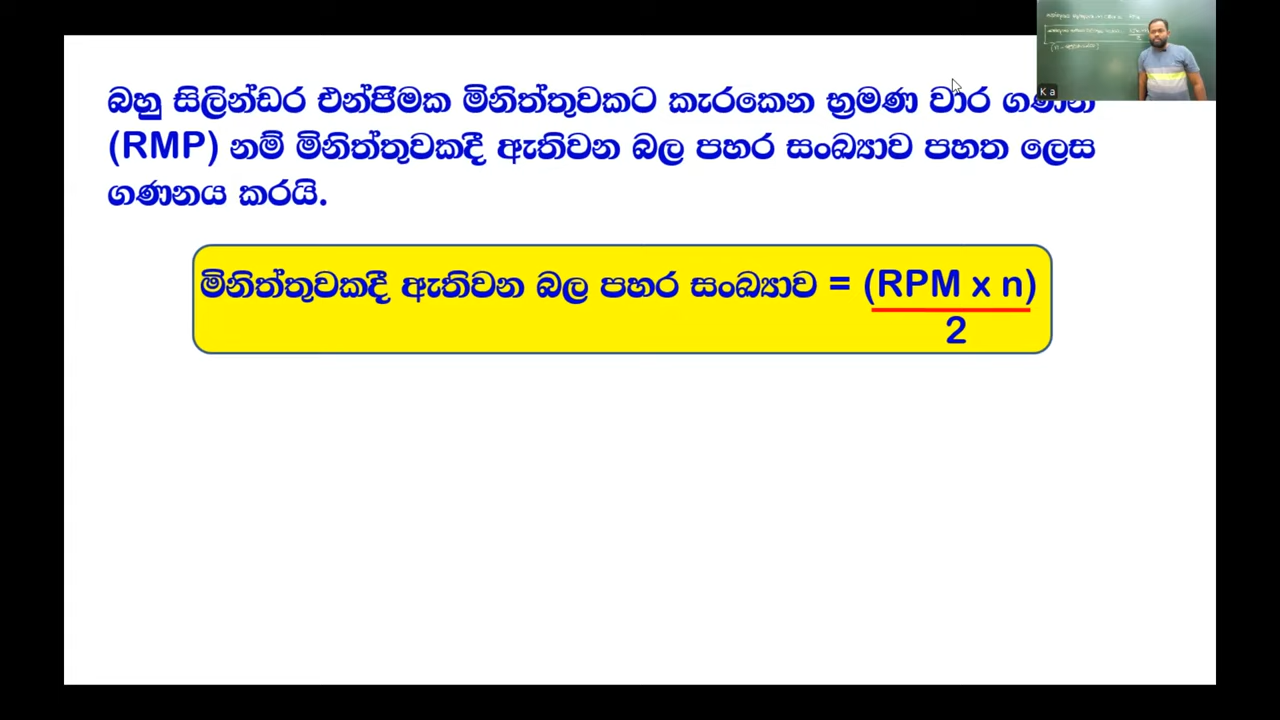 බහු සිලින්ඩර එන්ජිමක මිනිත්තුවකට කැරකෙන භ්‍රමණ වාර ගණන
(RMP) නම් මිනිත්තුවකදී ඇතිවන බල පහර සංඛ්‍යාව පහත ලෙස
ගණනය කරයි.
මිනිත්තුවකදී ඇතිවන බල පහර සංඛ්‍යාව = (RPM x n)
2
K a